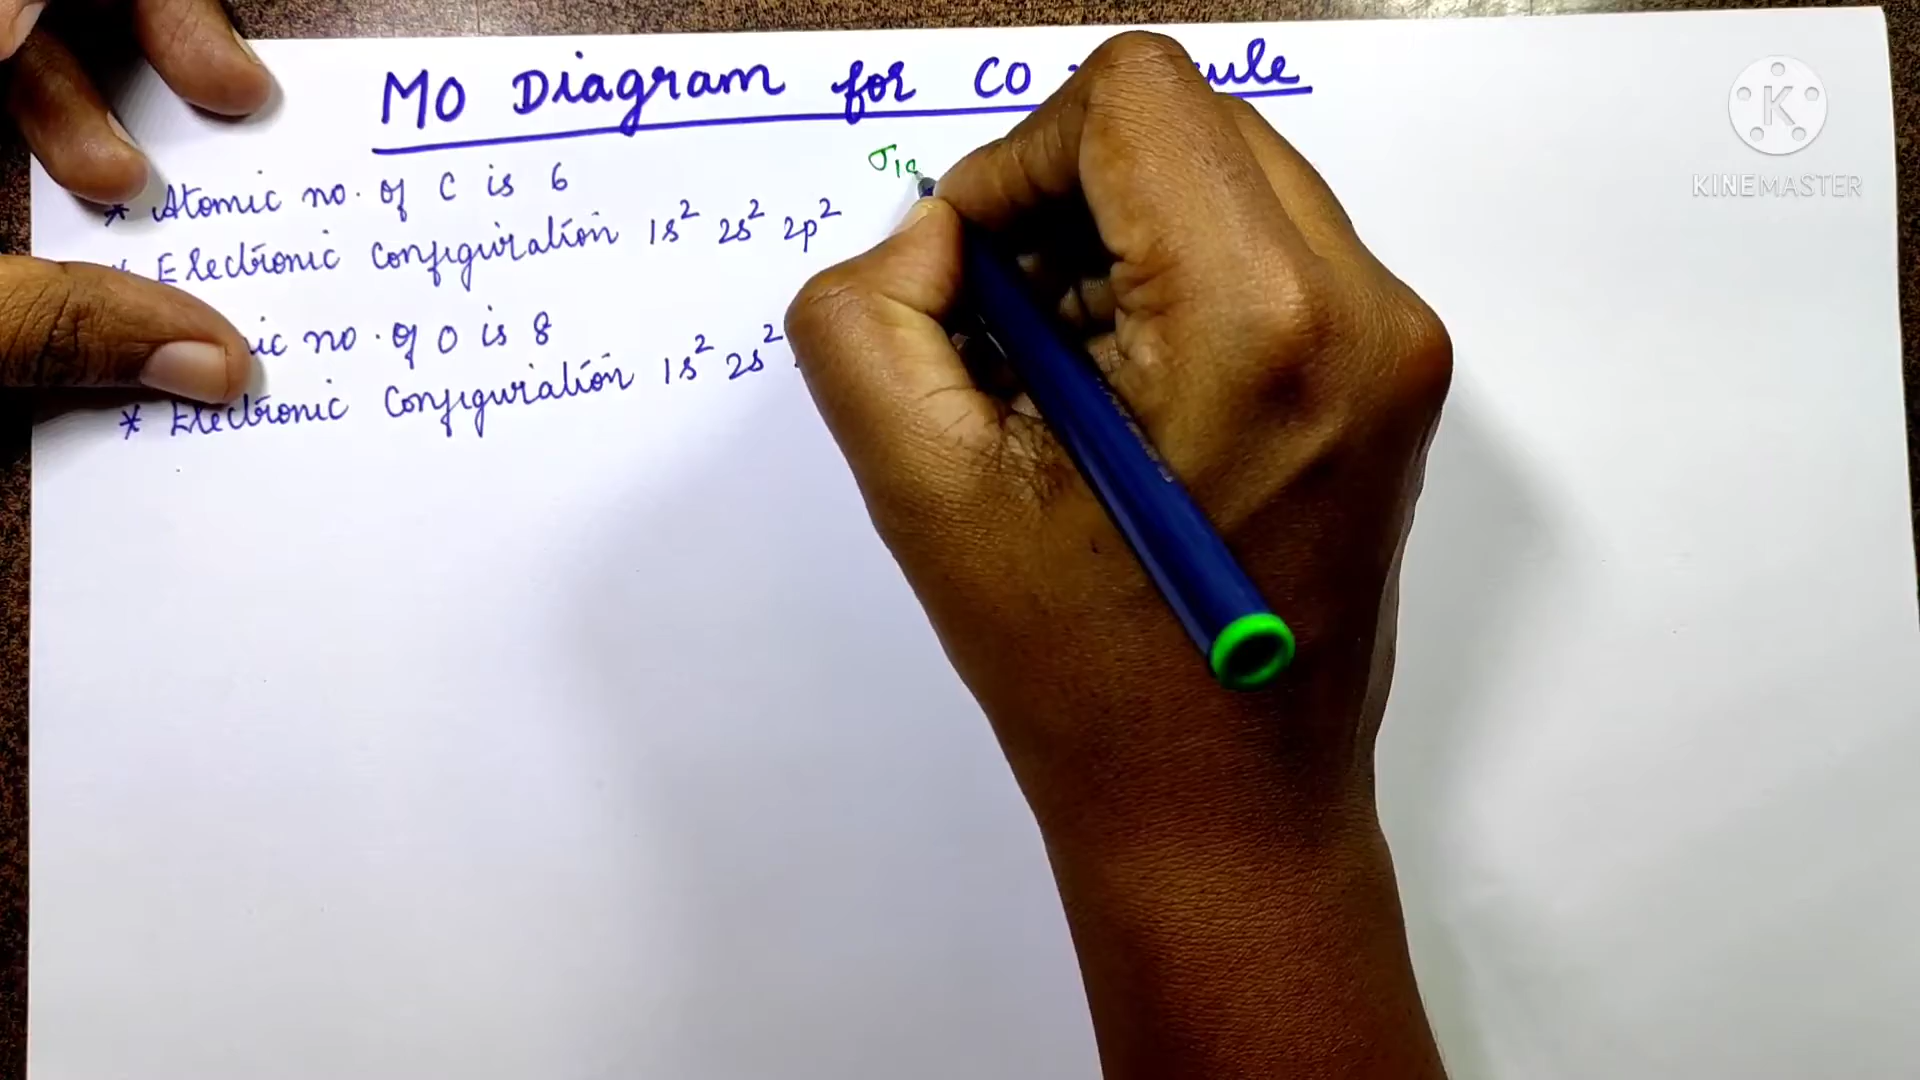 MO Diagram for CO
K
KINEMASTER
σ1s
* Atomic no. of C is 6
Electronic Configuration 1s² 2s² 2p²
no. of O is 8
* Electronic Configuration 1s² 2s²